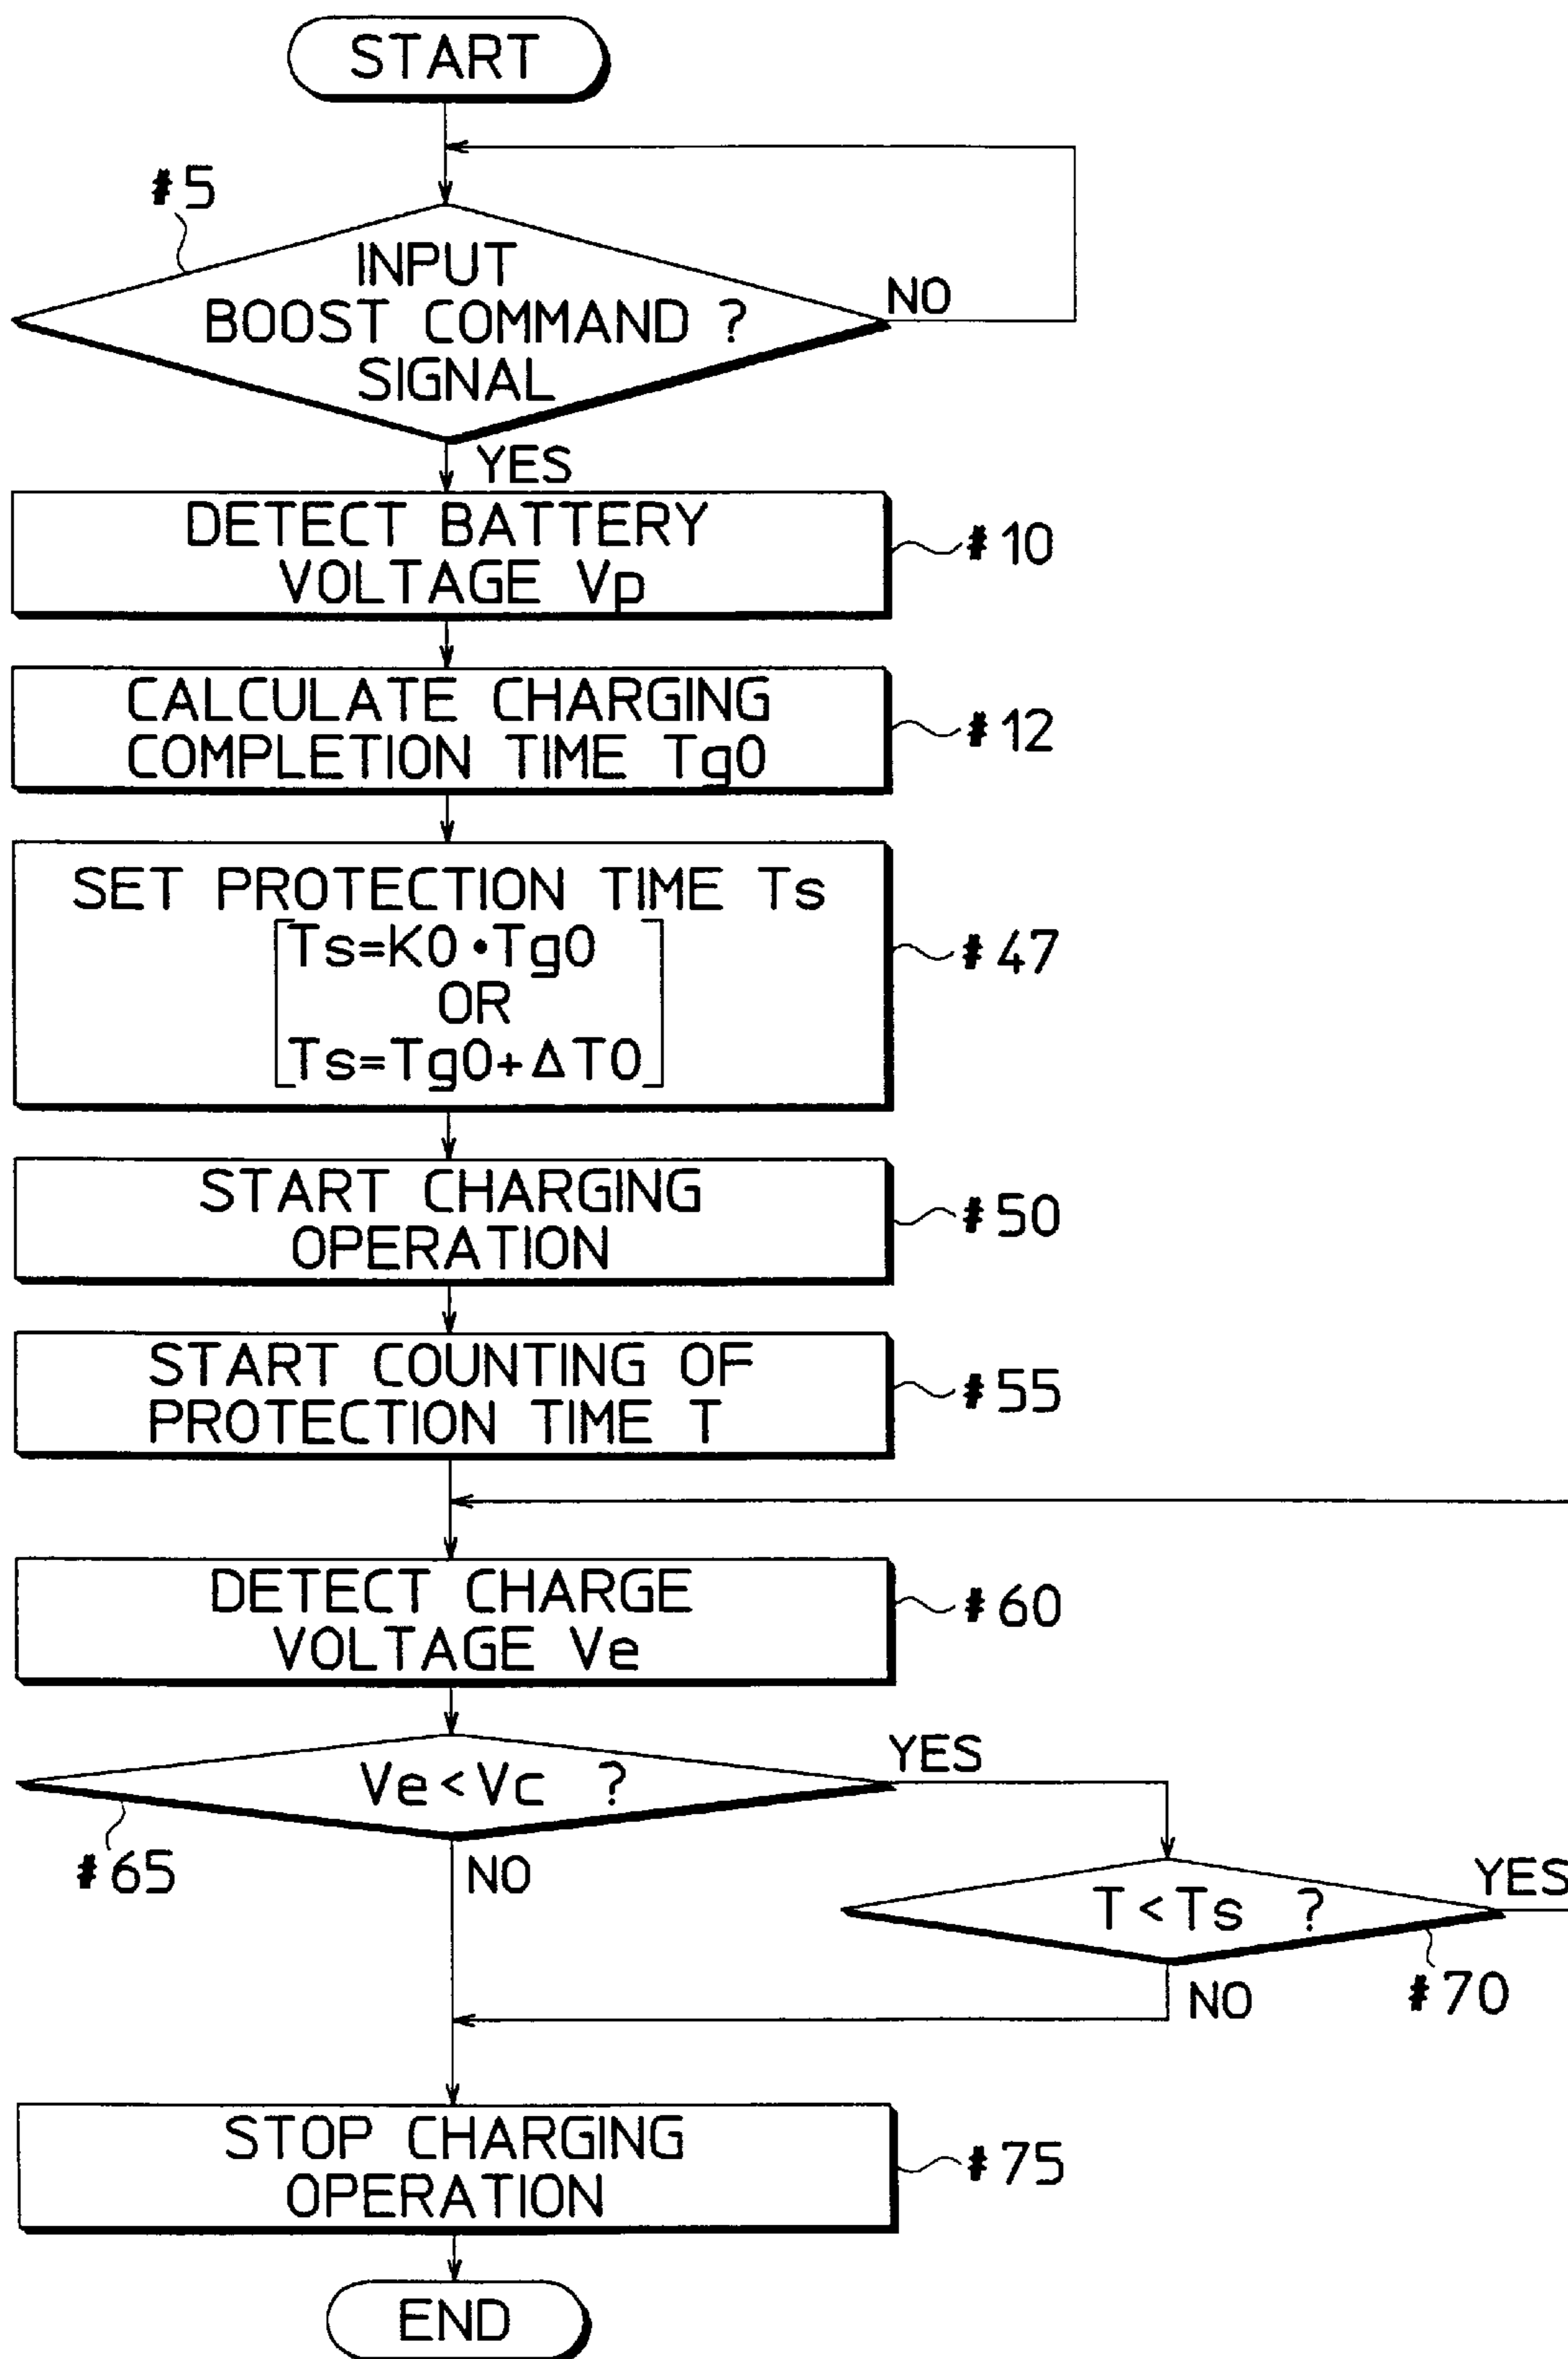 START
#5
INPUT
BOOST COMMAND ?
SIGNAL
NO
YES
DETECT BATTERY
VOLTAGE Vp
#10
CALCULATE CHARGING
COMPLETION TIME Tg0
#12
SET PROTECTION TIME Ts
Ts=K0•Tg0
OR
Ts=Tg0+ΔT0
#47
START CHARGING
OPERATION
#50
START COUNTING OF
PROTECTION TIME T
#55
DETECT CHARGE
VOLTAGE Ve
#60
Ve<Vc ?
YES
#65
NO
T<Ts ?
YES
#70
NO
STOP CHARGING
OPERATION
#75
END